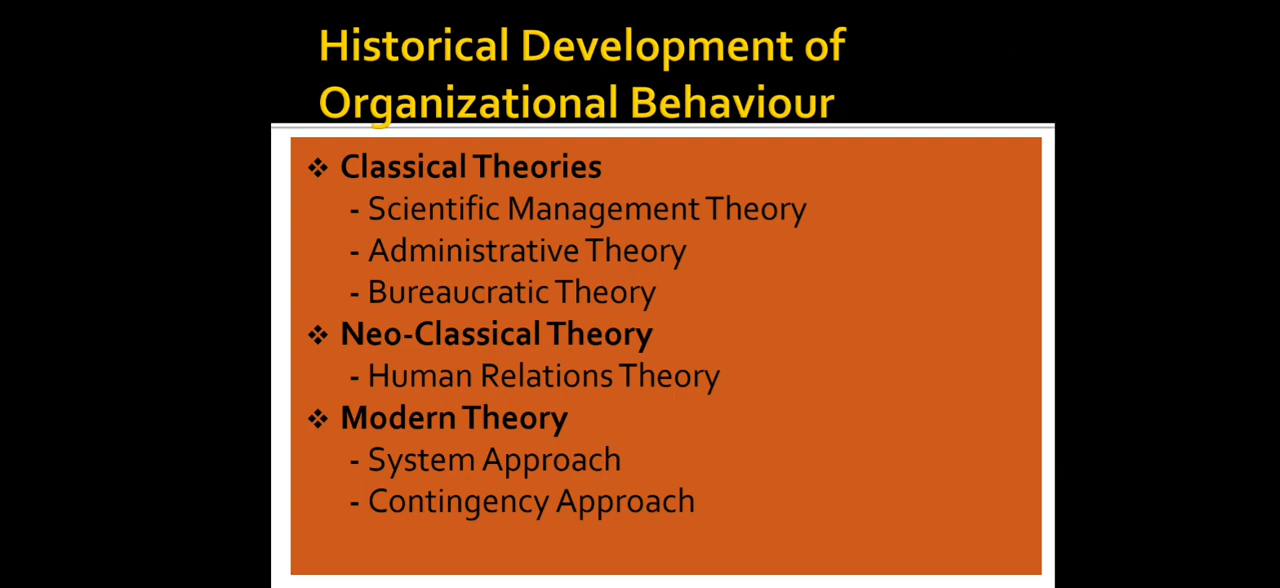 Historical Development of
Organizational Behaviour
❖ Classical Theories
- Scientific Management Theory
- Administrative Theory
- Bureaucratic Theory
❖ Neo-Classical Theory
- Human Relations Theory
❖ Modern Theory
- System Approach
- Contingency Approach